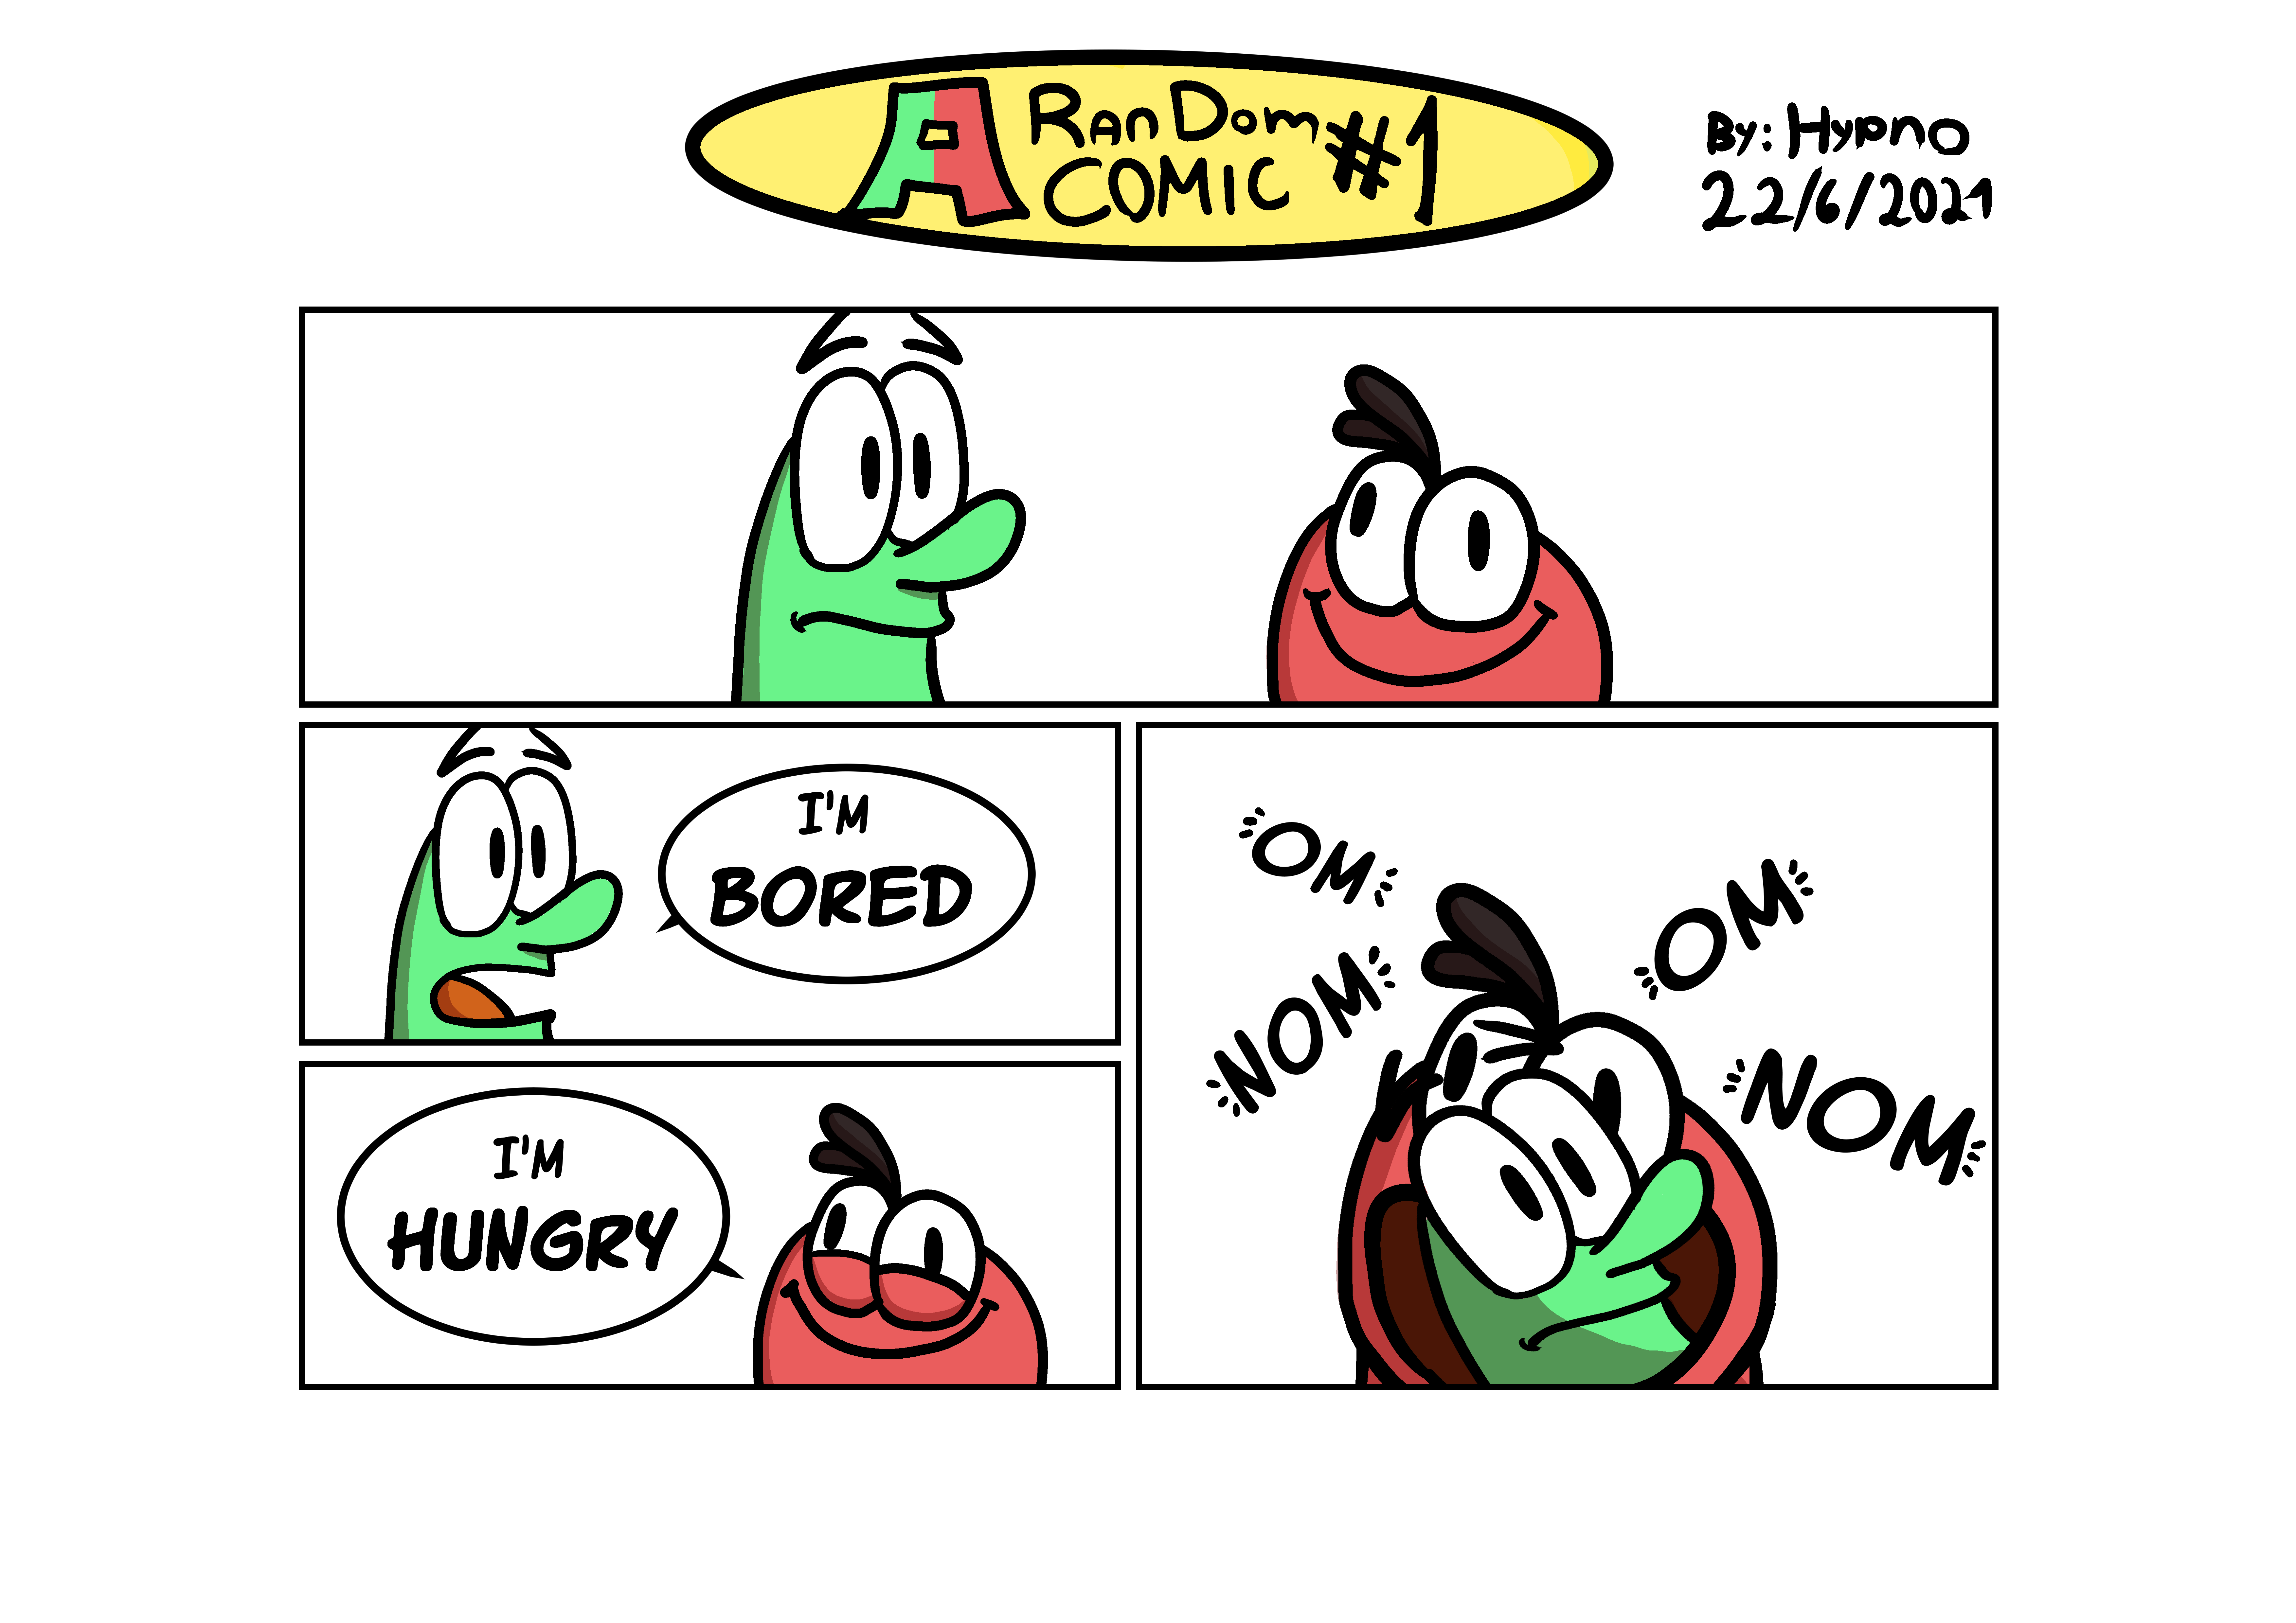 A RanDom
COMIC #1
By: Hypno
22/6/2021
I'M
BORED
I'M
HUNGRY
OM
OM
NOM
NOM